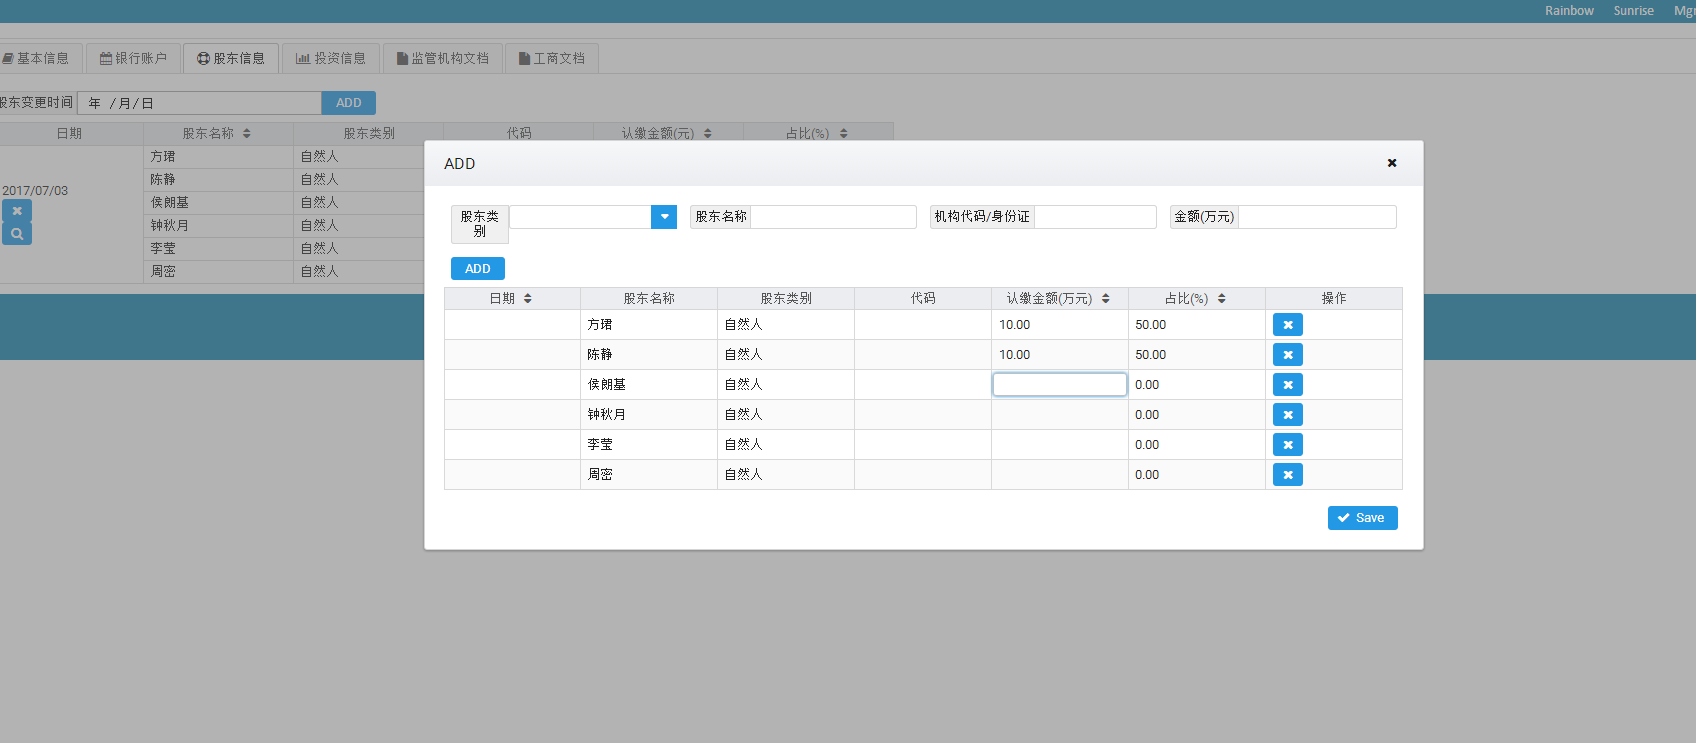 Rainbow Sunrise
基本信息 银行账户 股东信息 投资信息 监管机构文档 工商文档
股东变更时间 年 /月/日 ADD
日期 股东名称 股东类别 代码 认缴金额(元) 占比(%)
2017/07/03
方珺 自然人
陈静 自然人
侯朗基 自然人
钟秋月 自然人
李莹 自然人
周密 自然人
ADD
股东类
别
股东名称 机构代码/身份证 金额(万元)
ADD
日期 股东名称 股东类别 代码 认缴金额(万元) 占比(%) 操作
方珺 自然人 10.00 50.00
陈静 自然人 10.00 50.00
侯朗基 自然人 0.00
钟秋月 自然人 0.00
李莹 自然人 0.00
周密 自然人 0.00
Save